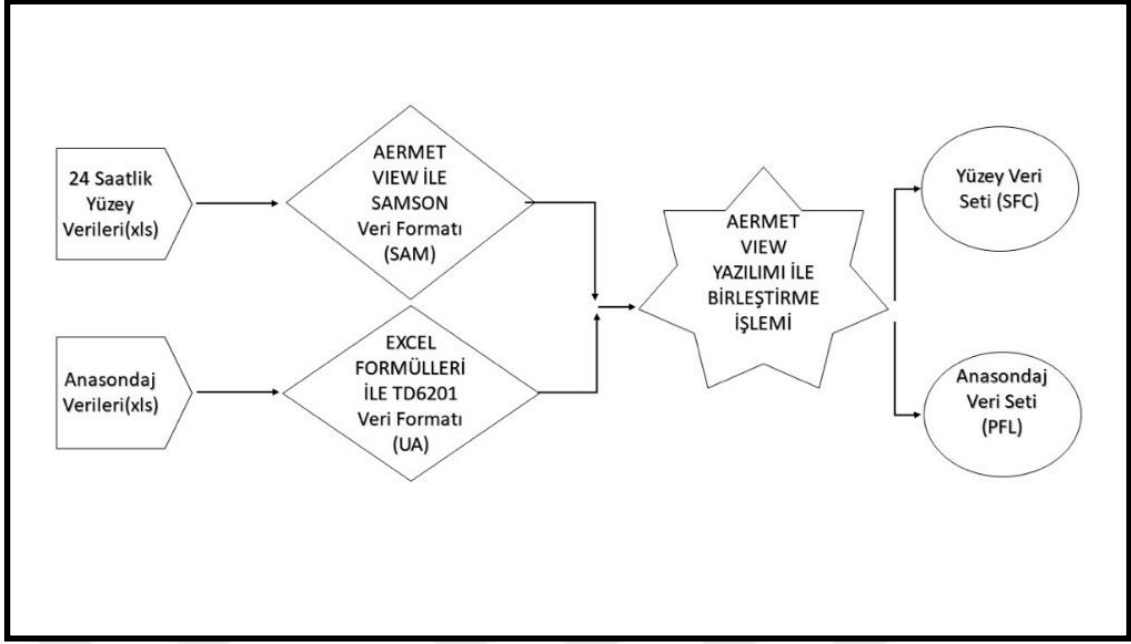 24 Saatlik
Yüzey
Verileri(xls)
AERMET
VIEW İLE
SAMSON
Veri Formatı
(SAM)
Anasondaj
Verileri(xls)
EXCEL
FORMÜLLERİ
İLE TD6201
Veri Formatı
(UA)
AERMET
VIEW
YAZILIMI İLE
BİRLEŞTİRME
İŞLEMİ
Yüzey Veri
Seti (SFC)
Anasondaj
Veri Seti
(PFL)